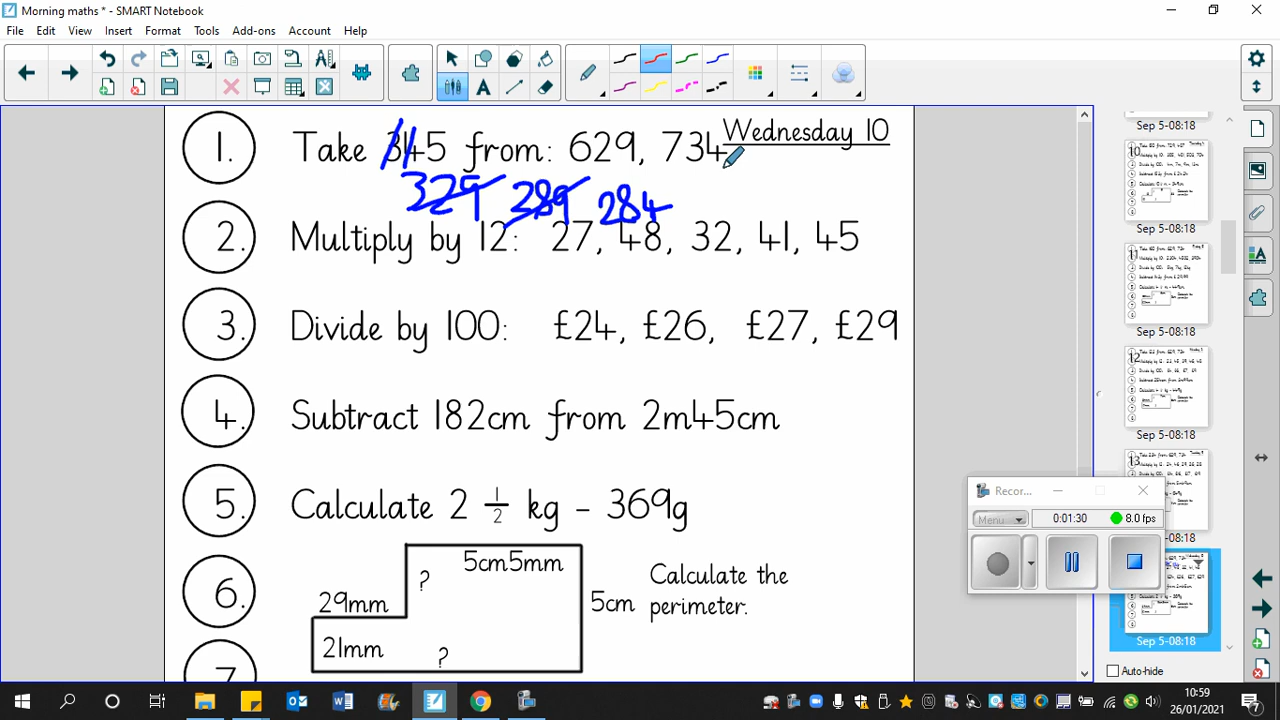 Morning maths * - SMART Notebook
File Edit View Insert Format Tools Add-ons Account Help
Wednesday 10
1. Take 345 from: 629, 734
329 289 284
2. Multiply by 12: 27, 48, 32, 41, 45
3. Divide by 100: £24, £26, £27, £29
4. Subtract 182cm from 2m45cm
5. Calculate 2 1/2 kg - 369g
6. 29mm ? 5cm5mm 5cm Calculate the
perimeter.
21mm ?
7.
Sep 5-08:18
10
Sep 5-08:18
11
Sep 5-08:18
12
Sep 5-08:18
13
Sep 5-08:18
Auto-hide
Recor...
Menu 0:01:30 8.0 fps
10:59
26/01/2021